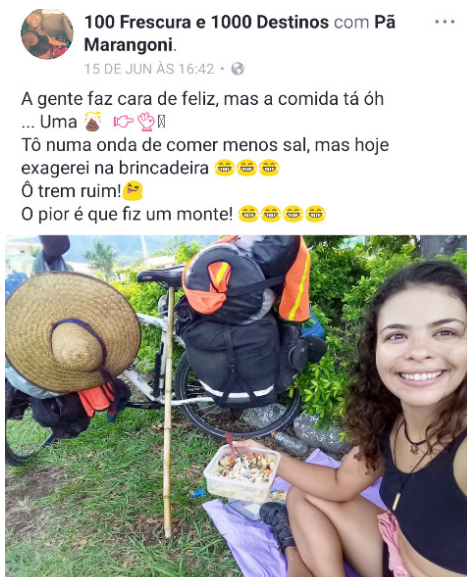 100 Frescura e 1000 Destinos com Pã
Marangoni.
15 DE JUN ÀS 16:42 •
A gente faz cara de feliz, mas a comida tá óh
... Uma 💩 👉👌
Tô numa onda de comer menos sal, mas hoje
exagerei na brincadeira 😂😂😂
Ô trem ruim!😝
O pior é que fiz um monte! 😂😂😂😂